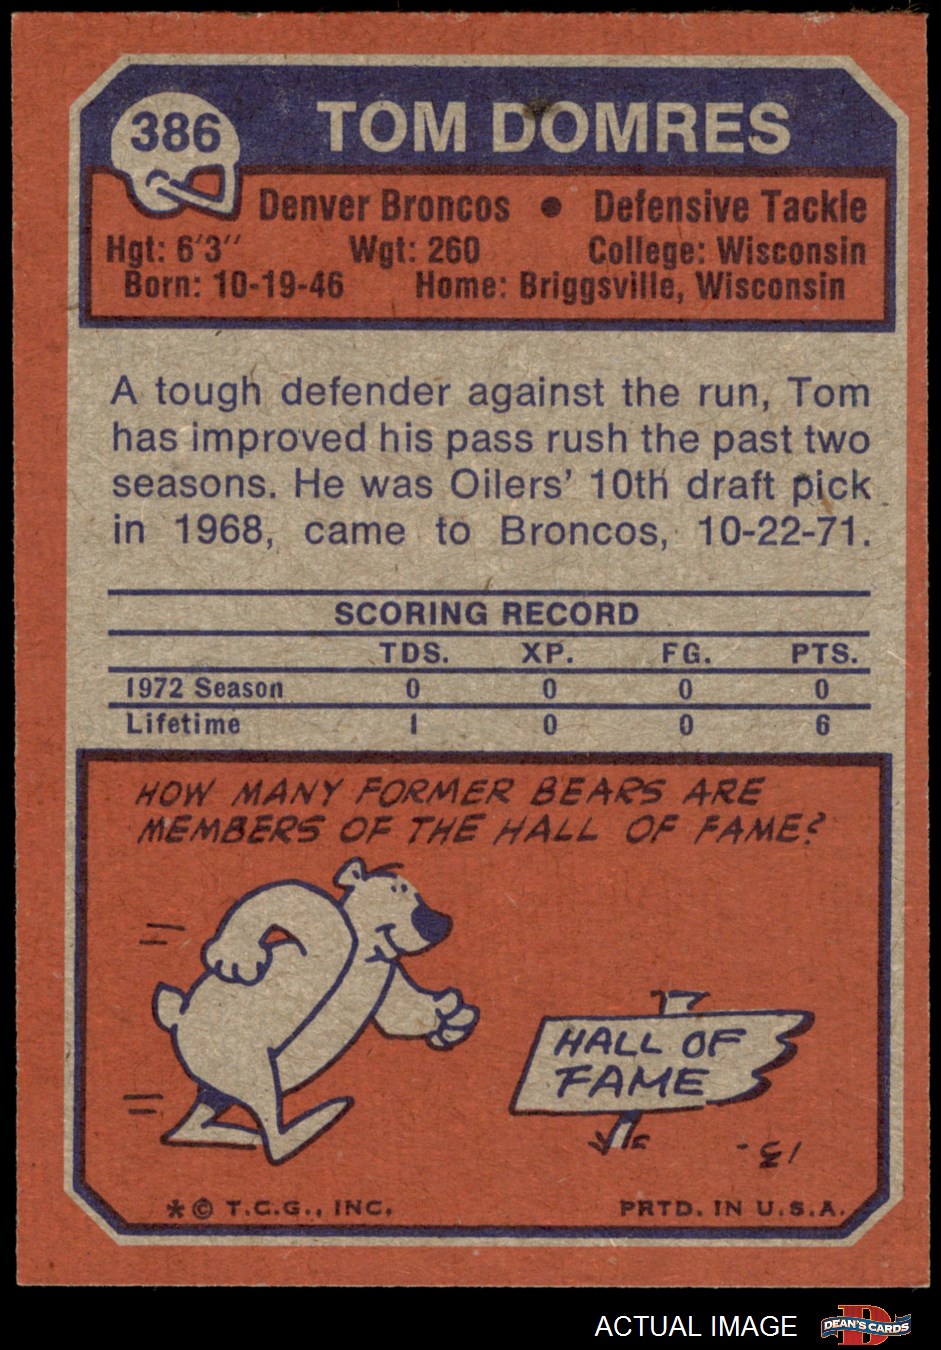 386 TOM DOMRES
Denver Broncos • Defensive Tackle
Hgt: 6'3'' Wgt: 260 College: Wisconsin
Born: 10-19-46 Home: Briggsville, Wisconsin
A tough defender against the run, Tom
has improved his pass rush the past two
seasons. He was Oilers' 10th draft pick
in 1968, came to Broncos, 10-22-71.
SCORING RECORD
TDS. XP. FG. PTS.
1972 Season 0 0 0 0
Lifetime 1 0 0 6
HOW MANY FORMER BEARS ARE
MEMBERS OF THE HALL OF FAME?
HALL OF
FAME
* © T.C.G., INC. PRTD. IN U.S.A.
ACTUAL IMAGE DEAN'S CARDS